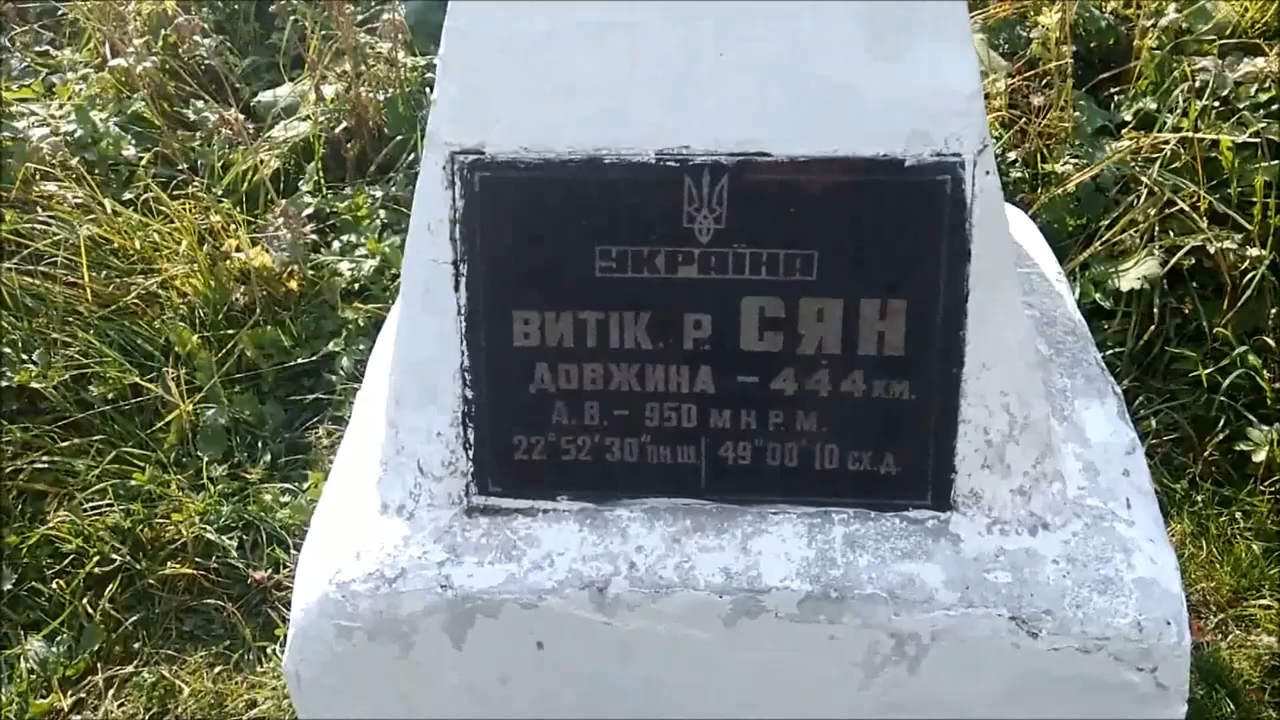 УКРАЇНА
ВИТІК. Р. СЯН
ДОВЖИНА - 444 КМ.
А. В. - 950 М Н Р. М.
22° 52' 30" ПН.Ш. 49° 00' 10 СХ.Д.